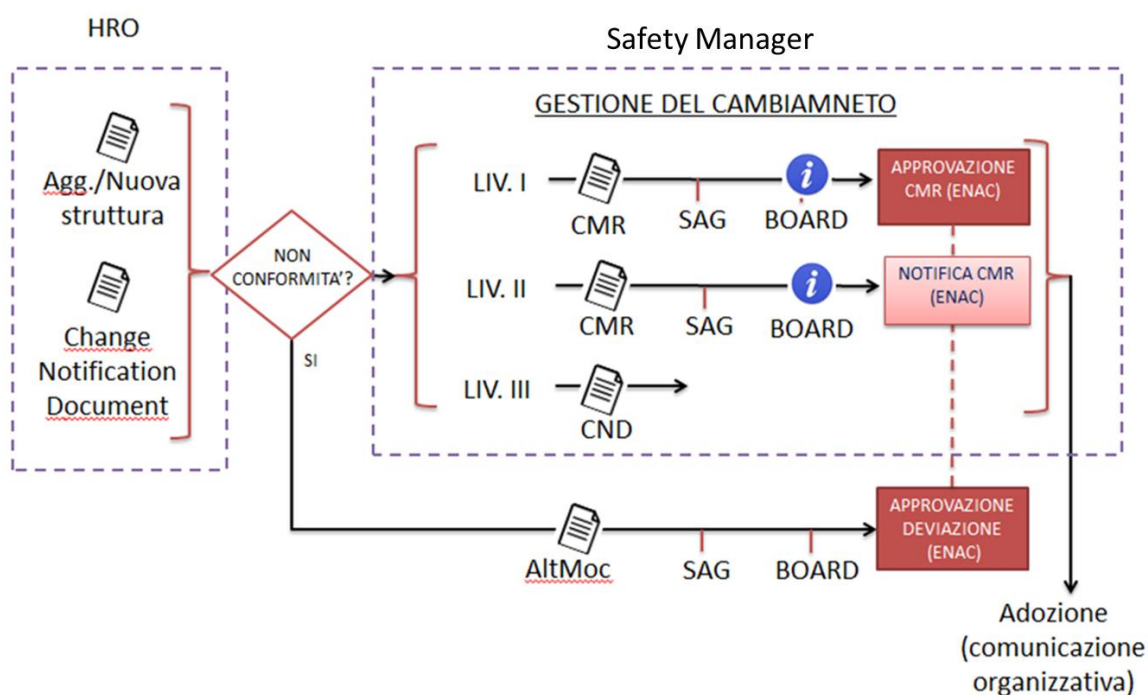 HRO
Safety Manager
GESTIONE DEL CAMBIAMNETO
Agg./Nuova
struttura
Change
Notification
Document
NON
CONFORMITA'?
SI
LIV. I
CMR
SAG
i
BOARD
APPROVAZIONE
CMR (ENAC)
LIV. II
CMR
SAG
i
BOARD
NOTIFICA CMR
(ENAC)
LIV. III
CND
AltMoc
SAG
BOARD
APPROVAZIONE
DEVIAZIONE
(ENAC)
Adozione
(comunicazione
organizzativa)